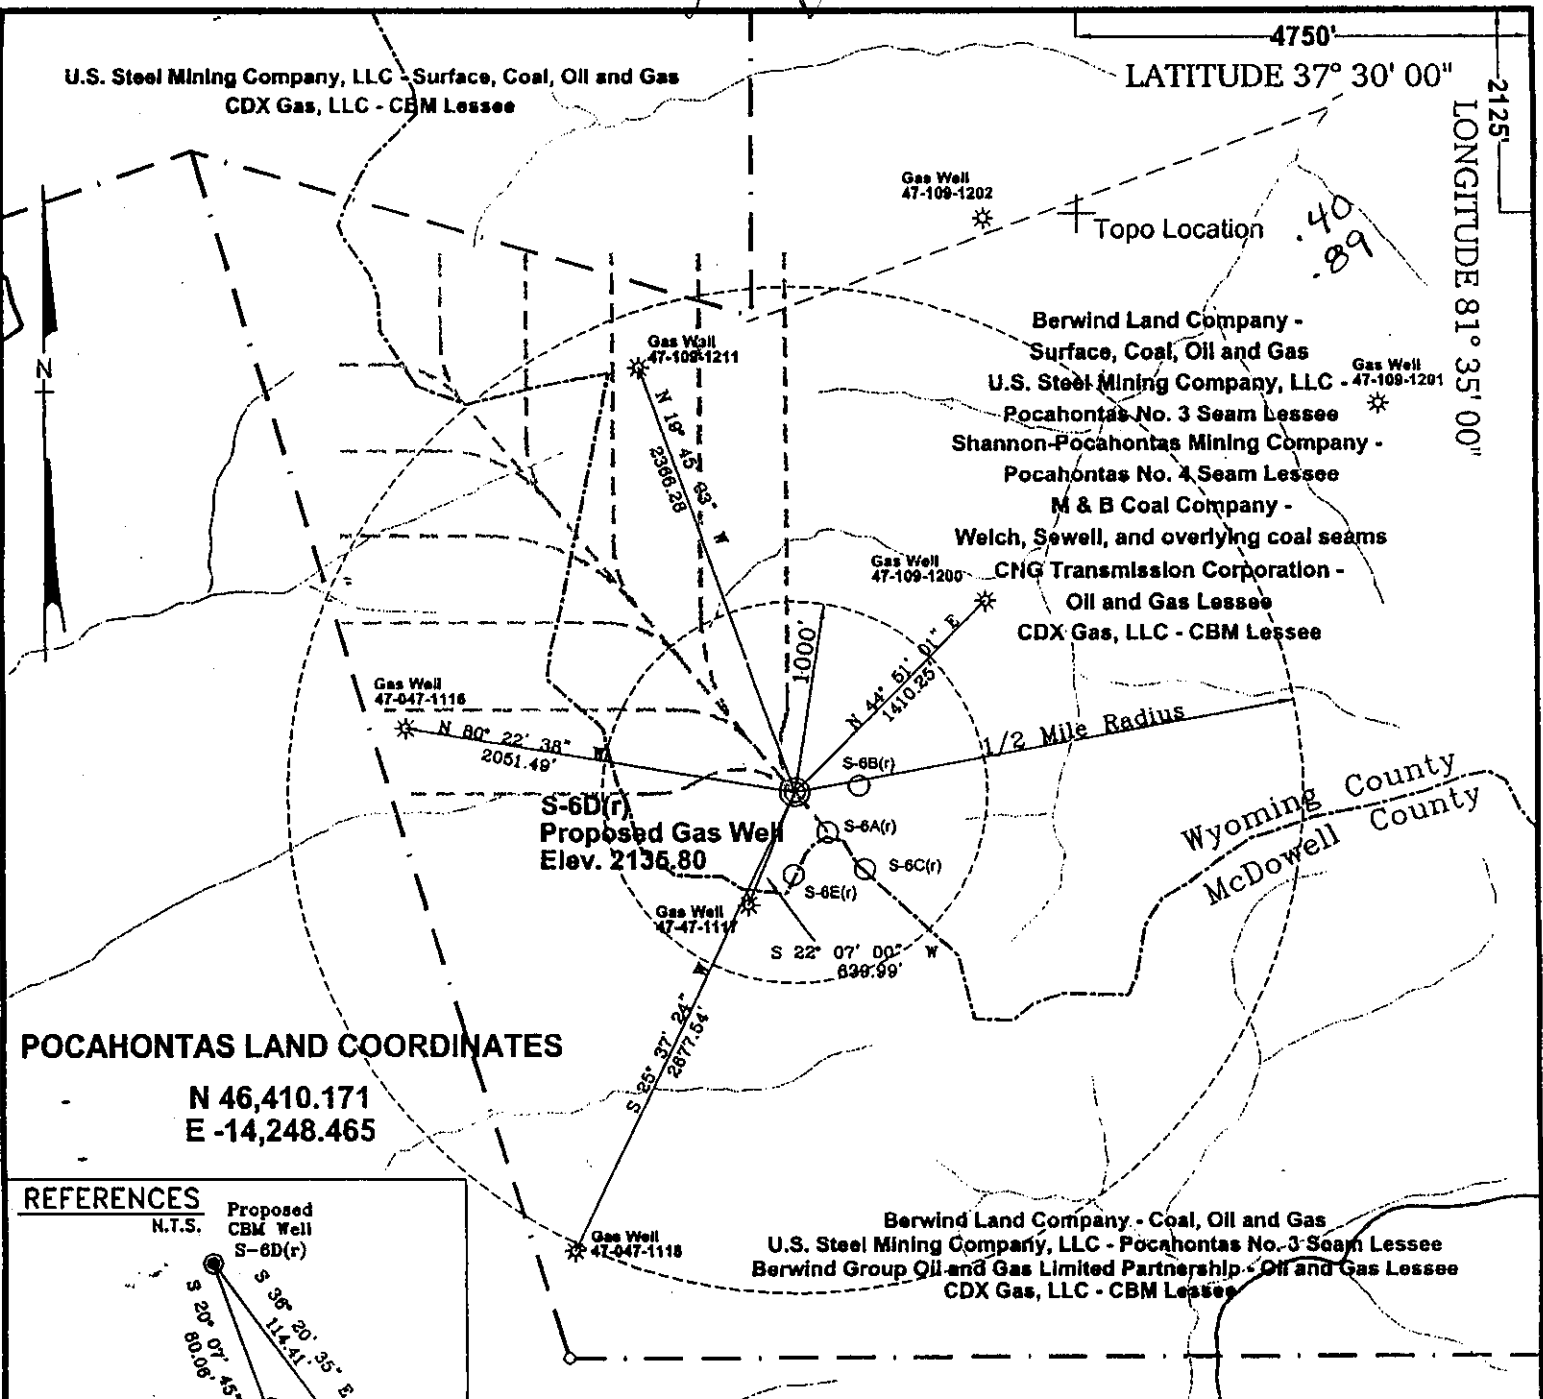 4750'
U.S. Steel Mining Company, LLC - Surface, Coal, Oil and Gas
CDX Gas, LLC - CBM Lessee
LATITUDE 37° 30' 00"
2125'
LONGITUDE 81° 35' 00"
Gas Well
47-109-1202
Topo Location
.40
.89
N
Gas Well
47-109-1211
Berwind Land Company -
Surface, Coal, Oil and Gas
U.S. Steel Mining Company, LLC -
Pocahontas No. 3 Seam Lessee
Shannon-Pocahontas Mining Company -
Pocahontas No. 4 Seam Lessee
M & B Coal Company -
Welch, Sewell, and overlying coal seams
CNG Transmission Corporation -
Oil and Gas Lessee
CDX Gas, LLC - CBM Lessee
Gas Well
47-109-1201
N 19° 45' 03" W
2366.28
Gas Well
47-109-1200
1000'
N 44° 51' 01" E
1410.25'
Gas Well
47-047-1116
N 80° 22' 38" W
2051.49'
1/2 Mile Radius
S-6B(r)
S-6D(r)
Proposed Gas Well
Elev. 2135.80
S-6A(r)
S-6C(r)
S-6E(r)
Wyoming County
McDowell County
Gas Well
47-47-1117
S 22° 07' 00" W
639.99'
S 25° 37' 24" W
2677.54'
POCAHONTAS LAND COORDINATES
N 46,410.171
E -14,248.465
REFERENCES
N.T.S.
Proposed
CBM Well
S-6D(r)
S 36° 20' 35" E
114.41'
S 20° 07' 45"
80.06'
Gas Well
47-047-1118
Berwind Land Company - Coal, Oil and Gas
U.S. Steel Mining Company, LLC - Pocahontas No. 3 Seam Lessee
Berwind Group Oil and Gas Limited Partnership - Oil and Gas Lessee
CDX Gas, LLC - CBM Lessee